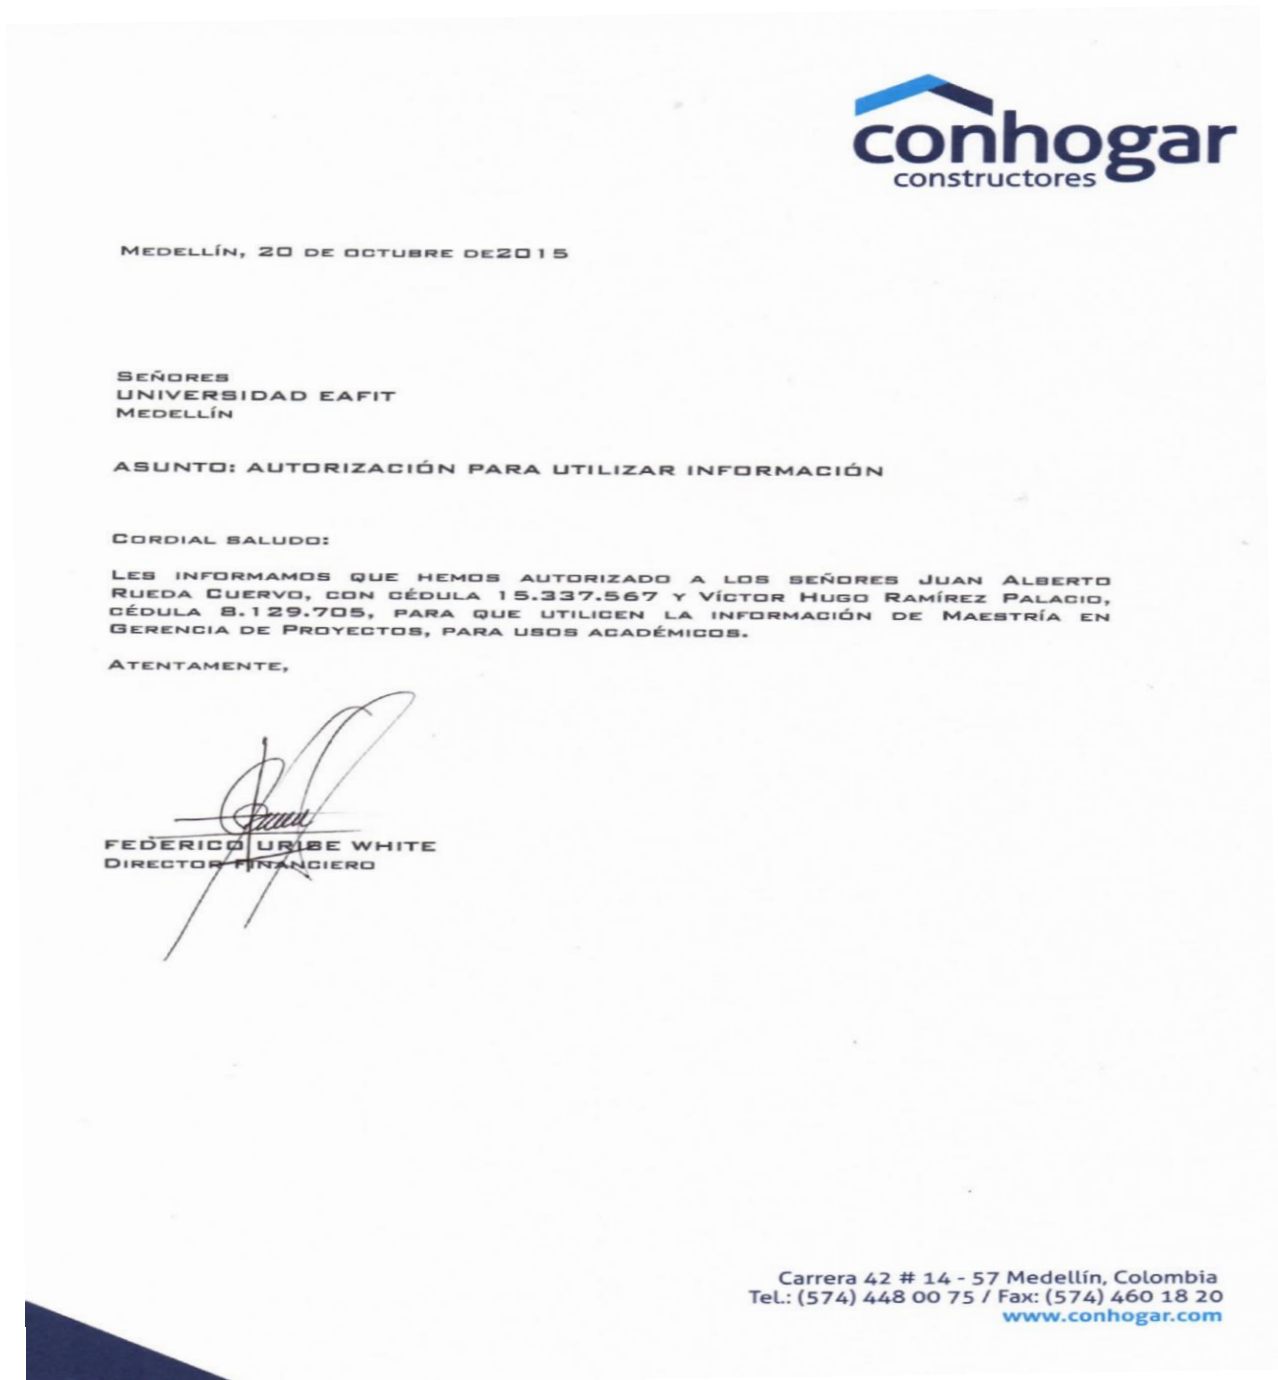 conhogar
constructores
MEDELLÍN, 20 DE OCTUBRE DE2015
SEÑORES
UNIVERSIDAD EAFIT
MEDELLÍN
ASUNTO: AUTORIZACIÓN PARA UTILIZAR INFORMACIÓN
CORDIAL SALUDO:
LES INFORMAMOS QUE HEMOS AUTORIZADO A LOS SEÑORES JUAN ALBERTO
RUEDA CUERVO, CON CÉDULA 15.337.567 Y VÍCTOR HUGO RAMÍREZ PALACIO,
CÉDULA 8.129.705, PARA QUE UTILICEN LA INFORMACIÓN DE MAESTRÍA EN
GERENCIA DE PROYECTOS, PARA USOS ACADÉMICOS.
ATENTAMENTE,
FEDERICO URIBE WHITE
DIRECTOR FINANCIERO
Carrera 42 # 14 - 57 Medellín, Colombia
Tel.: (574) 448 00 75 / Fax: (574) 460 18 20
www.conhogar.com